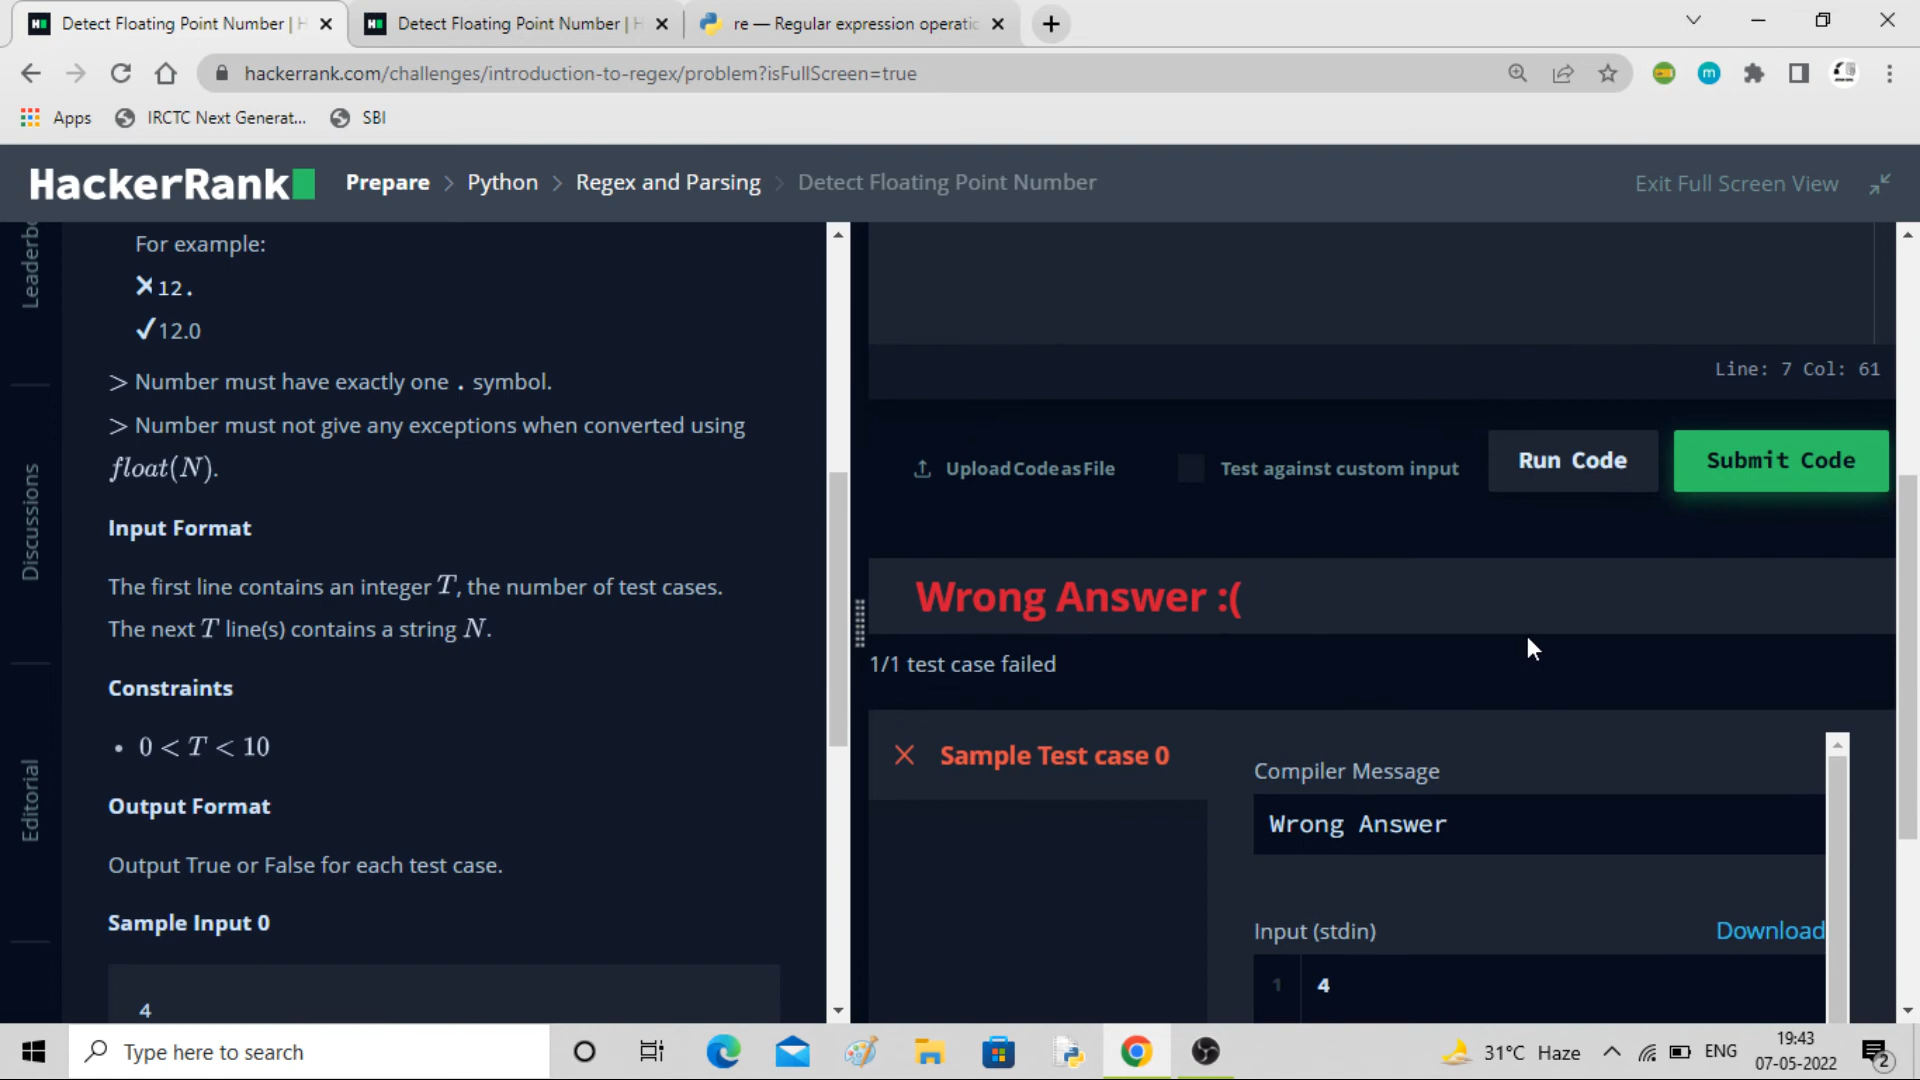 Detect Floating Point Number | H
Detect Floating Point Number | H
re — Regular expression operatio
hackerrank.com/challenges/introduction-to-regex/problem?isFullScreen=true
m
Apps
IRCTC Next Generat...
SBI
HackerRank
Prepare > Python > Regex and Parsing > Detect Floating Point Number
Exit Full Screen View
Leaderb
Discussions
Editorial
For example:
✕12.
✓12.0
> Number must have exactly one . symbol.
> Number must not give any exceptions when converted using
float(N).
Input Format
The first line contains an integer T, the number of test cases.
The next T line(s) contains a string N.
Constraints
• 0 < T < 10
Output Format
Output True or False for each test case.
Sample Input 0
4
Line: 7 Col: 61
Upload Code as File
Test against custom input
Run Code
Submit Code
Wrong Answer :(
1/1 test case failed
Sample Test case 0
Compiler Message
Wrong Answer
Input (stdin)
Download
1 4
Type here to search
31°C Haze
ENG
19:43
07-05-2022
2